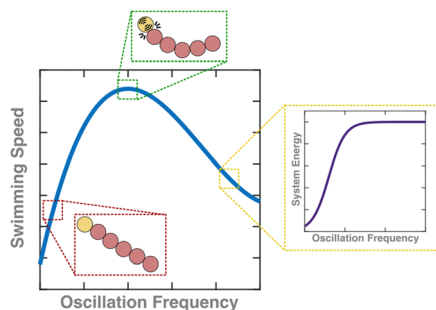 Swimming Speed
Oscillation Frequency
System Energy
Oscillation Frequency